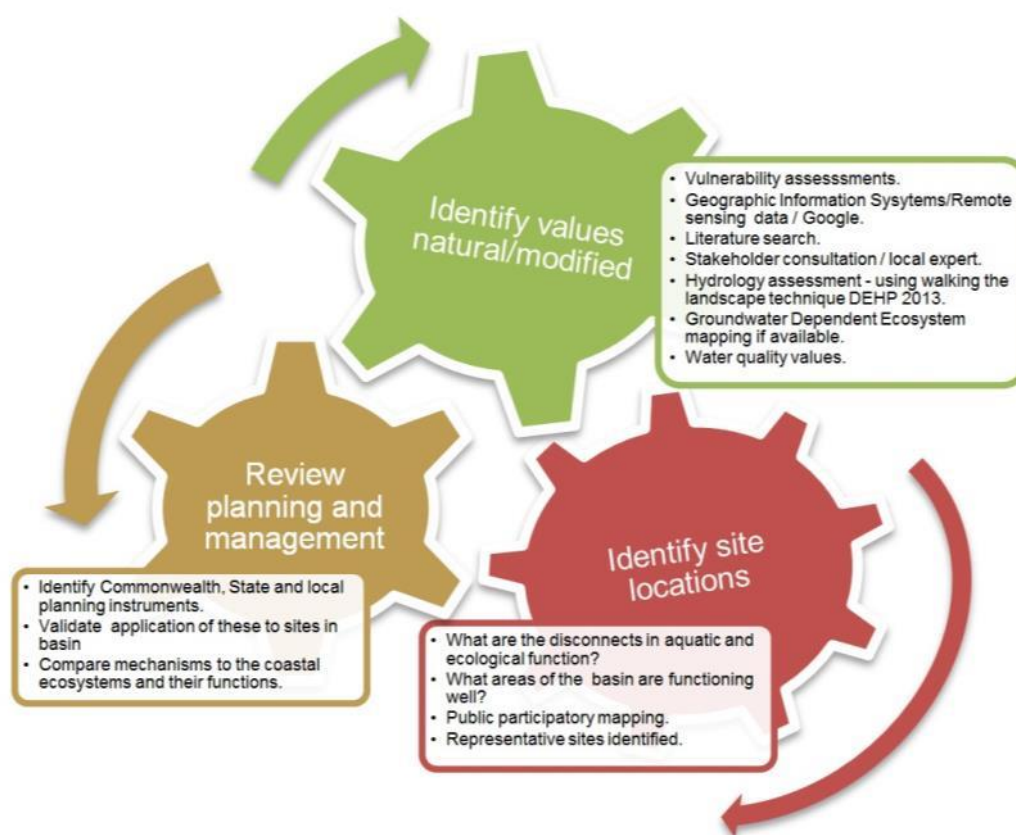 Identify values
natural/modified
• Vulnerability assesssments.
• Geographic Information Sysytems/Remote
sensing data / Google.
• Literature search.
• Stakeholder consultation / local expert.
• Hydrology assessment - using walking the
landscape technique DEHP 2013.
• Groundwater Dependent Ecosystem
mapping if available.
• Water quality values.
Review
planning and
management
• Identify Commonwealth, State and local
planning instruments.
• Validate application of these to sites in
basin
• Compare mechanisms to the coastal
ecosystems and their functions.
Identify site
locations
• What are the disconnects in aquatic and
ecological function?
• What areas of the basin are functioning
well?
• Public participatory mapping.
• Representative sites identified.